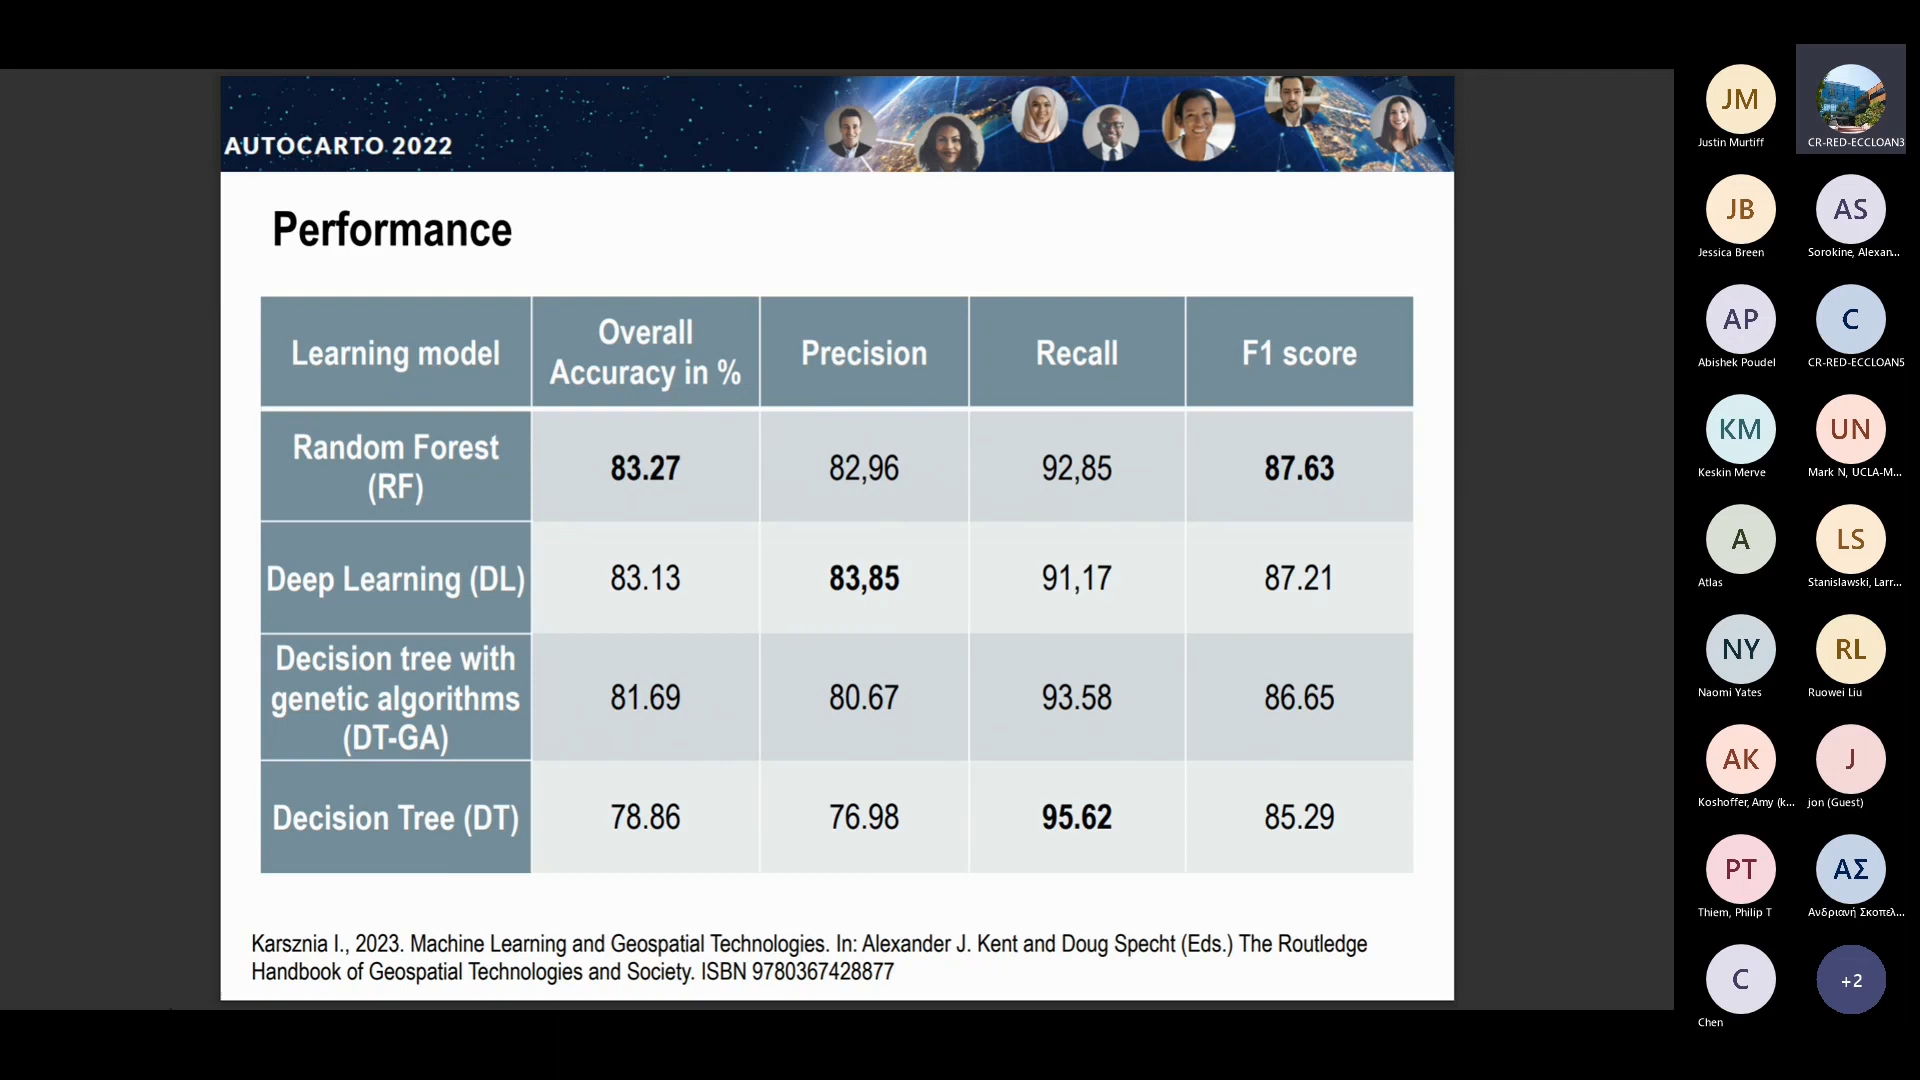 AUTOCARTO 2022
Performance
Learning model
Overall
Accuracy in %
Precision
Recall
F1 score
Random Forest
(RF)
83.27
82,96
92,85
87.63
Deep Learning (DL)
83.13
83,85
91,17
87.21
Decision tree with
genetic algorithms
(DT-GA)
81.69
80.67
93.58
86.65
Decision Tree (DT)
78.86
76.98
95.62
85.29
Karsznia I., 2023. Machine Learning and Geospatial Technologies. In: Alexander J. Kent and Doug Specht (Eds.) The Routledge
Handbook of Geospatial Technologies and Society. ISBN 9780367428877
JM
Justin Murtiff
CR-RED-ECCLOAN3
JB
Jessica Breen
AS
Sorokine, Alexan...
AP
Abishek Poudel
C
CR-RED-ECCLOAN5
KM
Keskin Merve
UN
Mark N, UCLA-M...
A
Atlas
LS
Stanislawski, Larr...
NY
Naomi Yates
RL
Ruowei Liu
AK
Koshoffer, Amy (k...
J
jon (Guest)
PT
Thiem, Philip T
ΑΣ
Ανδριανή Σκοπελ...
C
Chen
+2